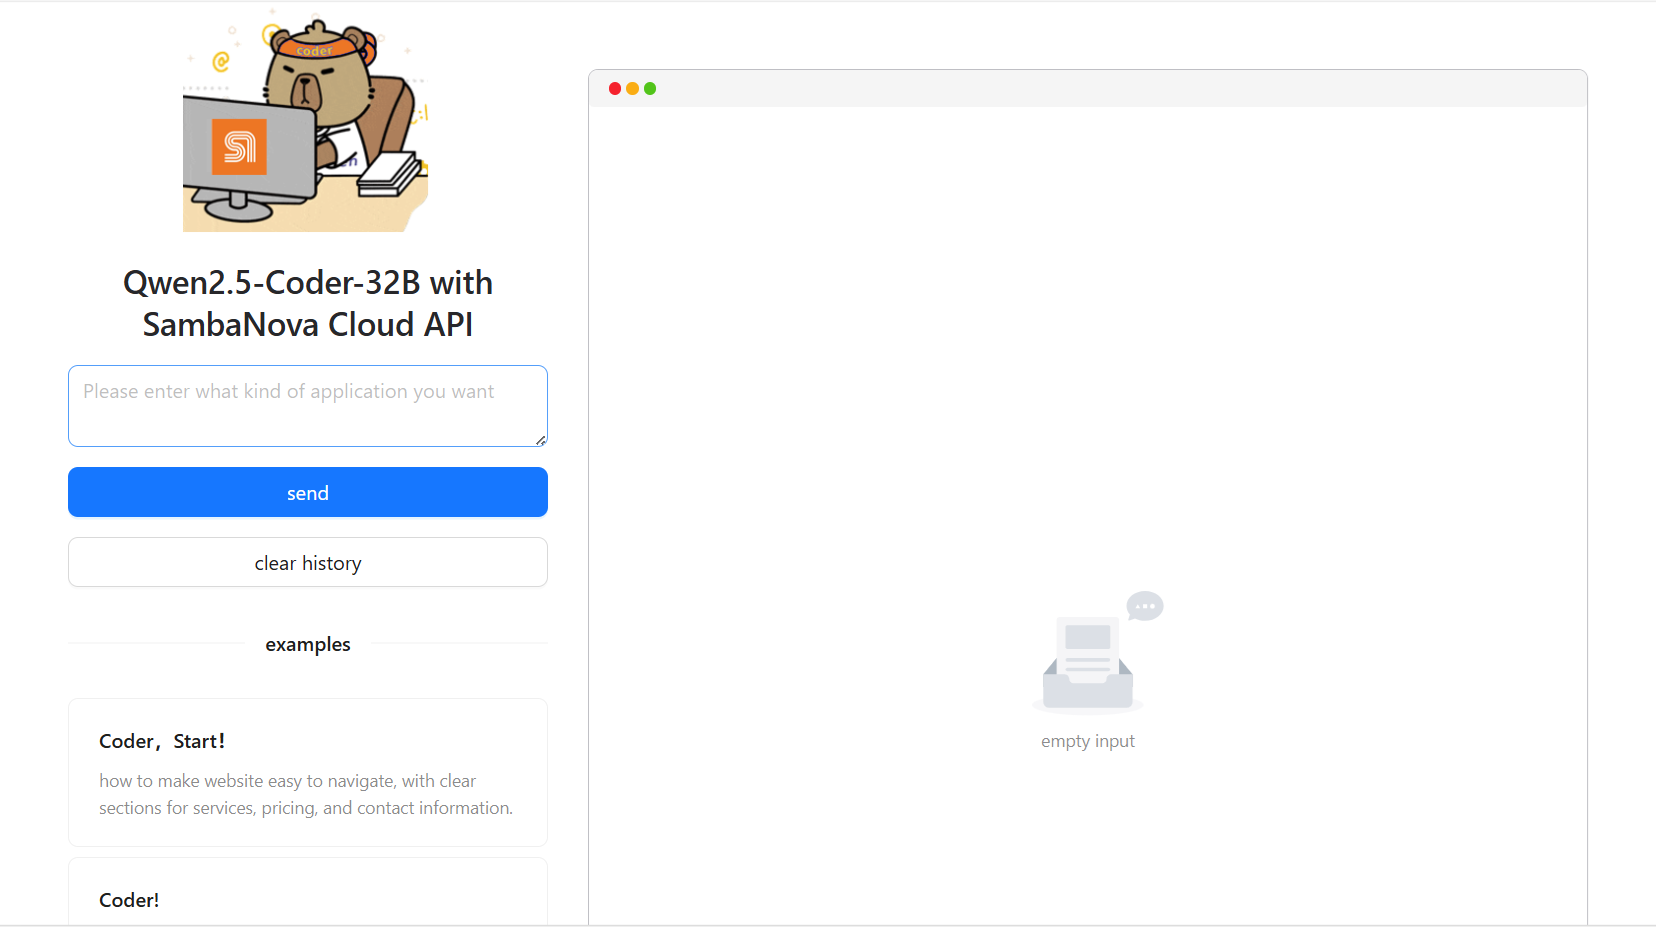 coder
Qwen2.5-Coder-32B with
SambaNova Cloud API
Please enter what kind of application you want
send
clear history
examples
Coder，Start！
how to make website easy to navigate, with clear
sections for services, pricing, and contact information.
Coder!
empty input